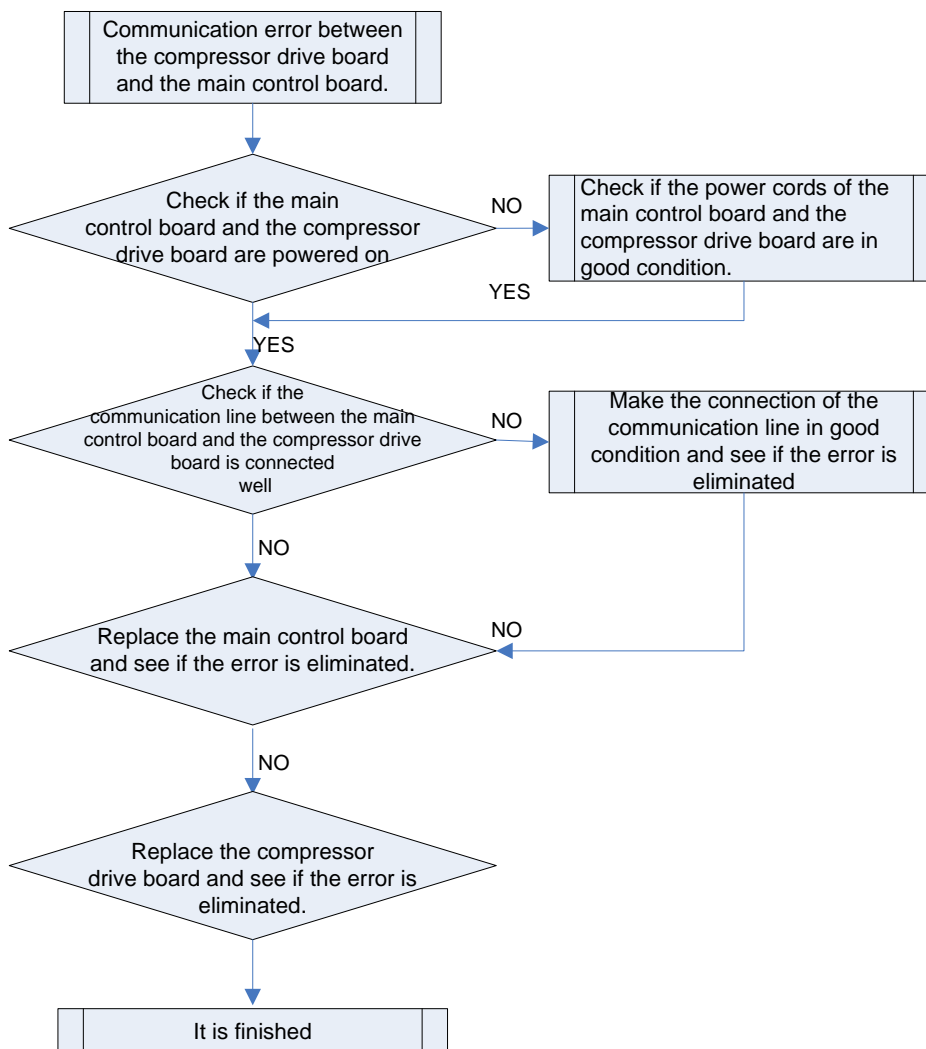 Communication error between
the compressor drive board
and the main control board.
Check if the main
control board and the compressor
drive board are powered on
NO
Check if the power cords of the
main control board and the
compressor drive board are in
good condition.
YES
YES
Check if the
communication line between the main
control board and the compressor drive
board is connected
well
NO
Make the connection of the
communication line in good
condition and see if the error is
eliminated
NO
Replace the main control board
and see if the error is eliminated.
NO
NO
Replace the compressor
drive board and see if the error is
eliminated.
It is finished